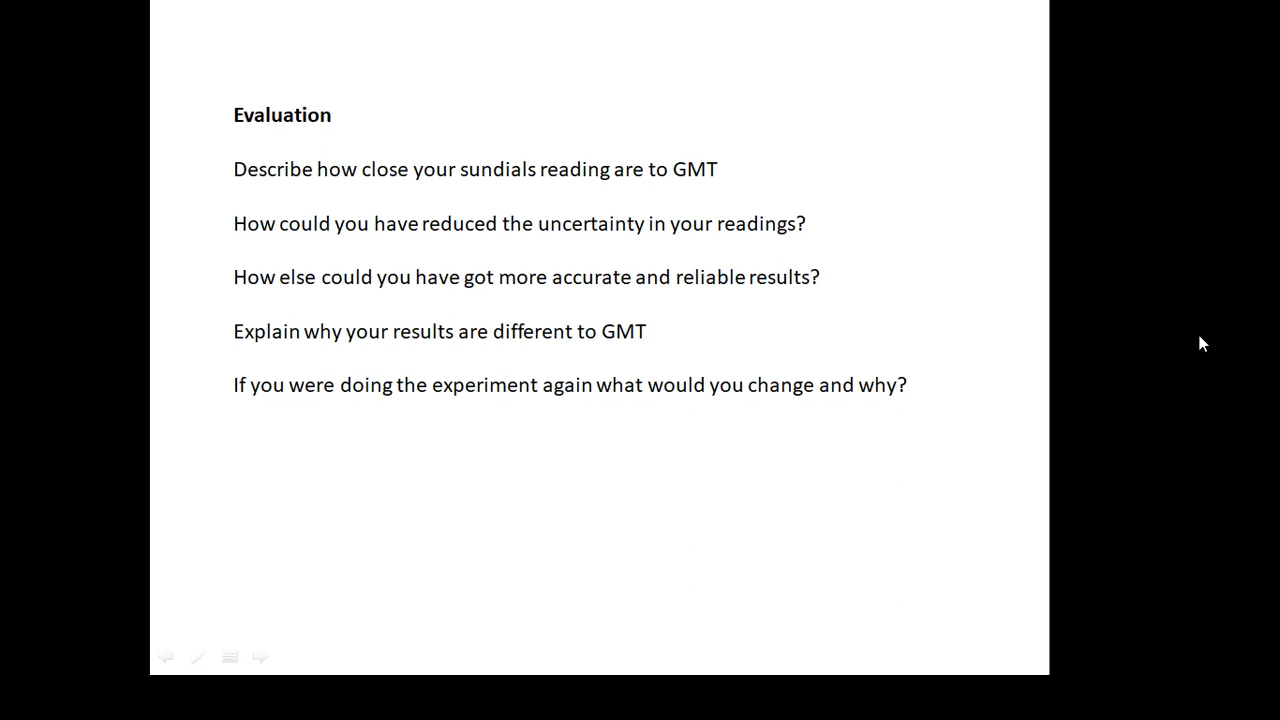 Evaluation
Describe how close your sundials reading are to GMT
How could you have reduced the uncertainty in your readings?
How else could you have got more accurate and reliable results?
Explain why your results are different to GMT
If you were doing the experiment again what would you change and why?